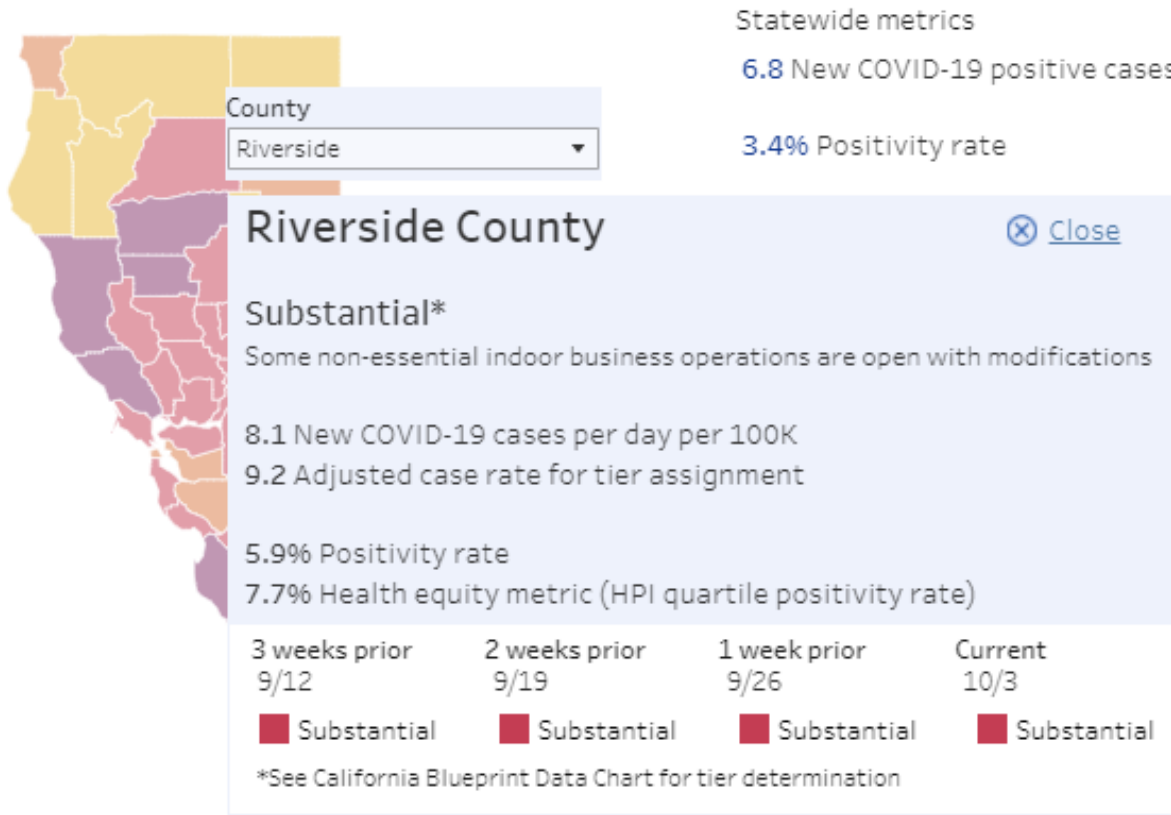 Statewide metrics
6.8 New COVID-19 positive cases
3.4% Positivity rate
County
Riverside
Riverside County
Close
Substantial*
Some non-essential indoor business operations are open with modifications
8.1 New COVID-19 cases per day per 100K
9.2 Adjusted case rate for tier assignment
5.9% Positivity rate
7.7% Health equity metric (HPI quartile positivity rate)
3 weeks prior 2 weeks prior 1 week prior Current
9/12 9/19 9/26 10/3
Substantial Substantial Substantial Substantial
*See California Blueprint Data Chart for tier determination